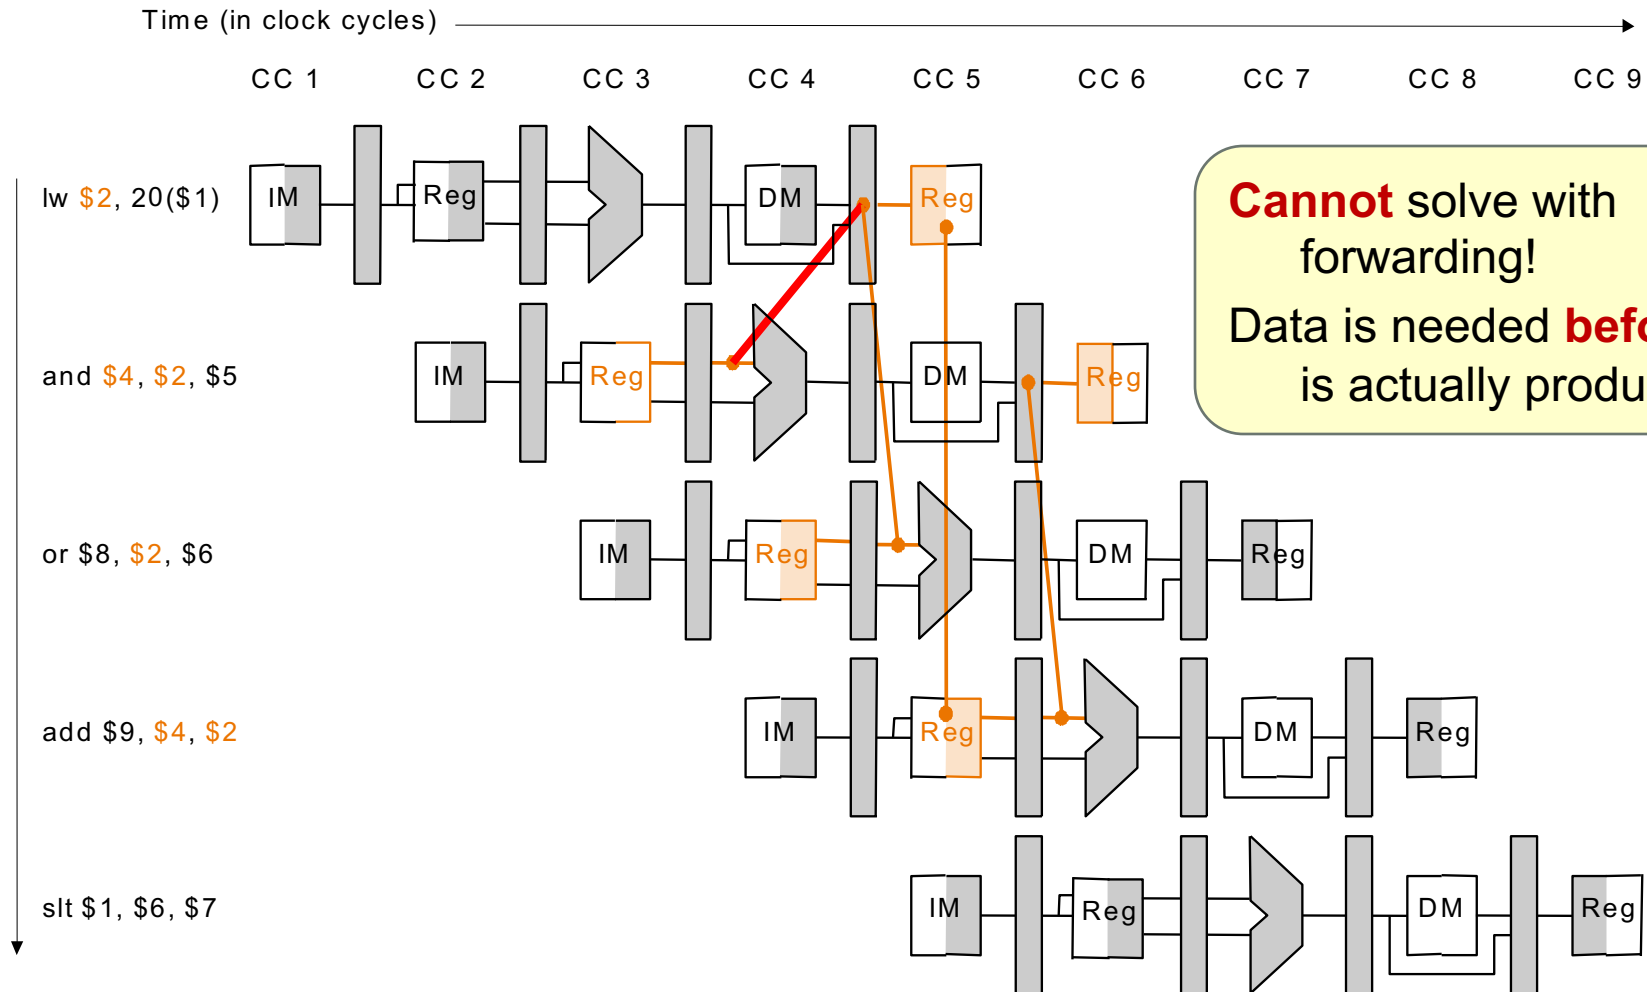 Time (in clock cycles)
CC 1 CC 2 CC 3 CC 4 CC 5 CC 6 CC 7 CC 8 CC 9
lw $2, 20($1) IM Reg DM Reg
Cannot solve with
forwarding!
Data is needed
is actually
and $4, $2, $5 IM Reg DM Reg
or $8, $2, $6 IM Reg DM Reg
add $9, $4, $2 IM Reg DM Reg
slt $1, $6, $7 IM Reg DM Reg